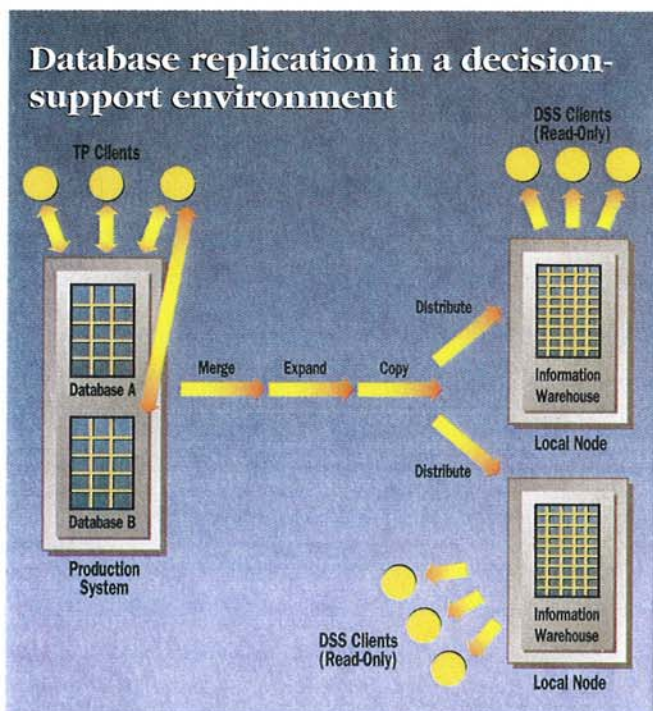 Database replication in a decision-
support environment
TP Clients
Database A
Database B
Production
System
Merge
Expand
Copy
Distribute
Distribute
DSS Clients
(Read-Only)
Information
Warehouse
Local Node
Information
Warehouse
Local Node
DSS Clients
(Read-Only)